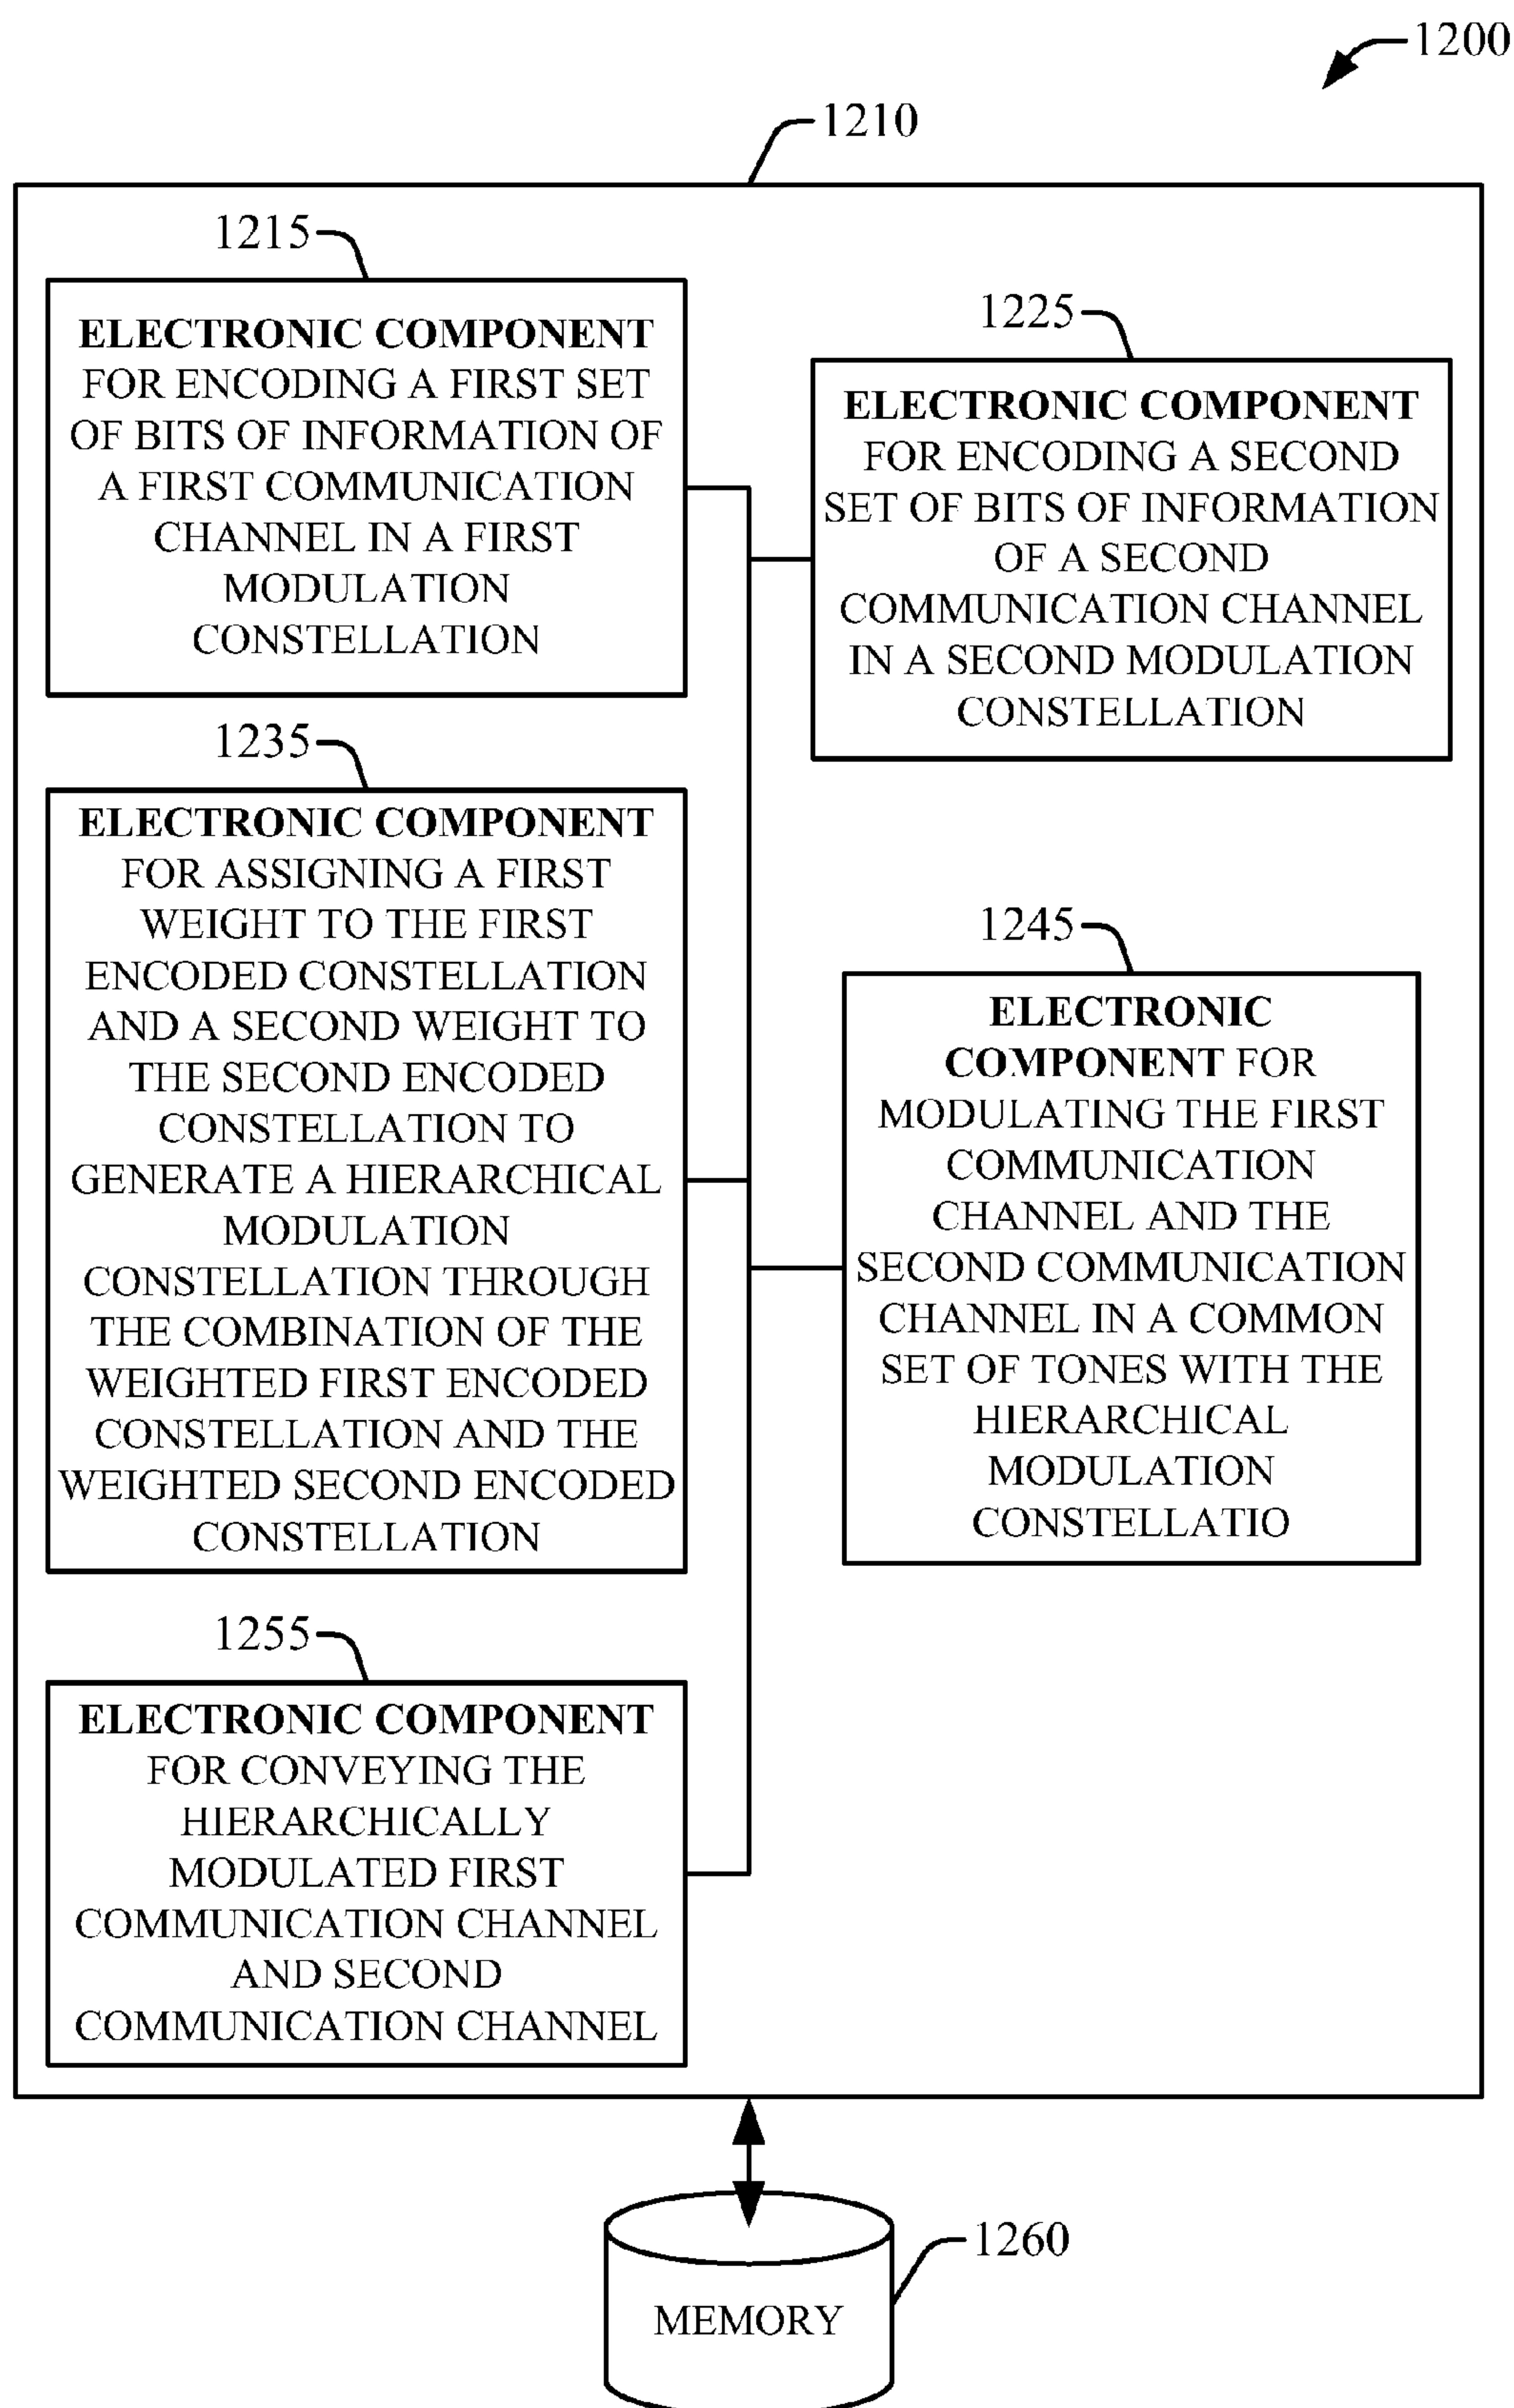 1200
1210
1215
ELECTRONIC COMPONENT
FOR ENCODING A FIRST SET
OF BITS OF INFORMATION OF
A FIRST COMMUNICATION
CHANNEL IN A FIRST
MODULATION
CONSTELLATION
1225
ELECTRONIC COMPONENT
FOR ENCODING A SECOND
SET OF BITS OF INFORMATION
OF A SECOND
COMMUNICATION CHANNEL
IN A SECOND MODULATION
CONSTELLATION
1235
ELECTRONIC COMPONENT
FOR ASSIGNING A FIRST
WEIGHT TO THE FIRST
ENCODED CONSTELLATION
AND A SECOND WEIGHT TO
THE SECOND ENCODED
CONSTELLATION TO
GENERATE A HIERARCHICAL
MODULATION
CONSTELLATION THROUGH
THE COMBINATION OF THE
WEIGHTED FIRST ENCODED
CONSTELLATION AND THE
WEIGHTED SECOND ENCODED
CONSTELLATION
1245
ELECTRONIC
COMPONENT FOR
MODULATING THE FIRST
COMMUNICATION
CHANNEL AND THE
SECOND COMMUNICATION
CHANNEL IN A COMMON
SET OF TONES WITH THE
HIERARCHICAL
MODULATION
CONSTELLATIO
1255
ELECTRONIC COMPONENT
FOR CONVEYING THE
HIERARCHICALLY
MODULATED FIRST
COMMUNICATION CHANNEL
AND SECOND
COMMUNICATION CHANNEL
1260
MEMORY